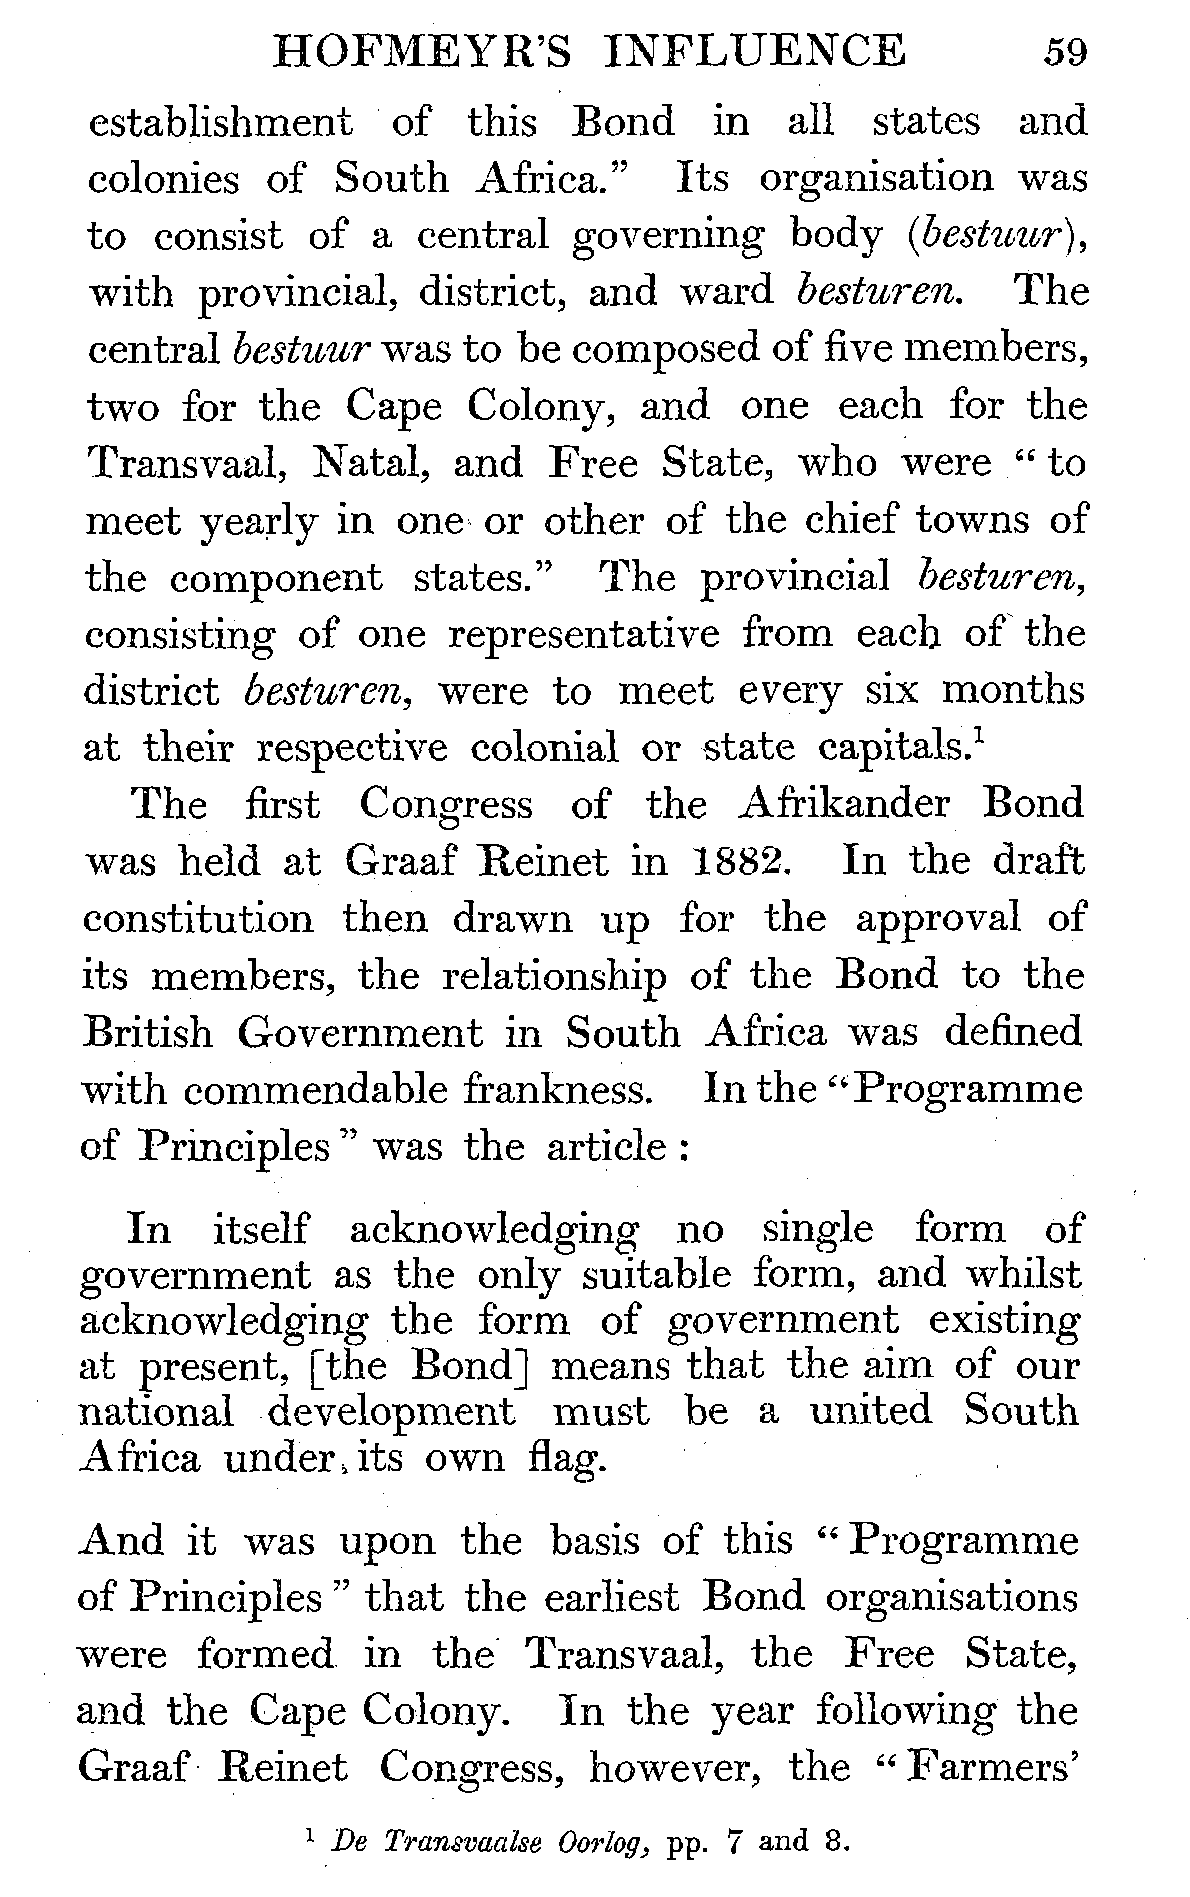 HOFMEYR'S INFLUENCE 59
establishment of this Bond in all states and
colonies of South Africa.” Its organisation was
to consist of a central governing body (bestuur),
with provincial, district, and ward besturen. The
central bestuur was to be composed of five members,
two for the Cape Colony, and one each for the
Transvaal, Natal, and Free State, who were “ to
meet yearly in one or other of the chief towns of
the component states.” The provincial besturen,
consisting of one representative from each of the
district besturen, were to meet every six months
at their respective colonial or state capitals.¹
The first Congress of the Afrikander Bond
was held at Graaf Reinet in 1882. In the draft
constitution then drawn up for the approval of
its members, the relationship of the Bond to the
British Government in South Africa was defined
with commendable frankness. In the “Programme
of Principles” was the article :
In itself acknowledging no single form of
government as the only suitable form, and whilst
acknowledging the form of government existing
at present, [the Bond] means that the aim of our
national development must be a united South
Africa under its own flag.
And it was upon the basis of this “ Programme
of Principles ” that the earliest Bond organisations
were formed in the Transvaal, the Free State,
and the Cape Colony. In the year following the
Graaf Reinet Congress, however, the “ Farmers’
¹ De Transvaalse Oorlog, pp. 7 and 8.